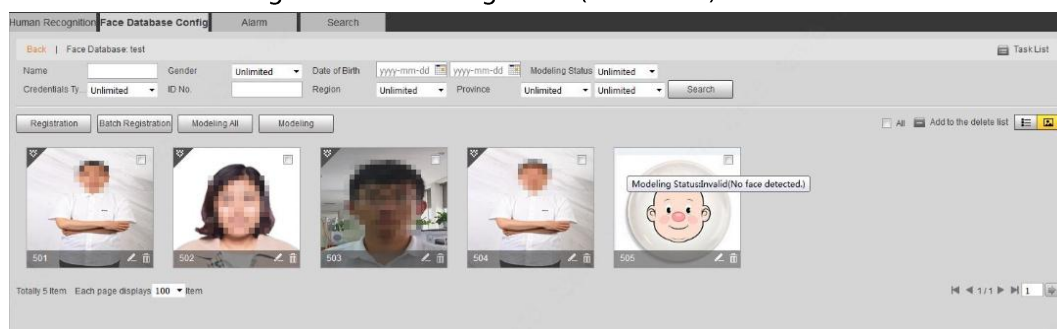 Human Recognition Face Database Config Alarm Search
Back | Face Database: test Task List
Name Gender Unlimited Date of Birth yyyy-mm-dd yyyy-mm-dd Modeling Status Unlimited
Credentials Ty... Unlimited ID No. Region Unlimited Province Unlimited Unlimited Search
Registration Batch Registration Modeling All Modeling All Add to the delete list
Modeling Status:Invalid(No face detected.)
501 502 503 504 505
Totally 5 Item Each page displays 100 Item 1/1 1